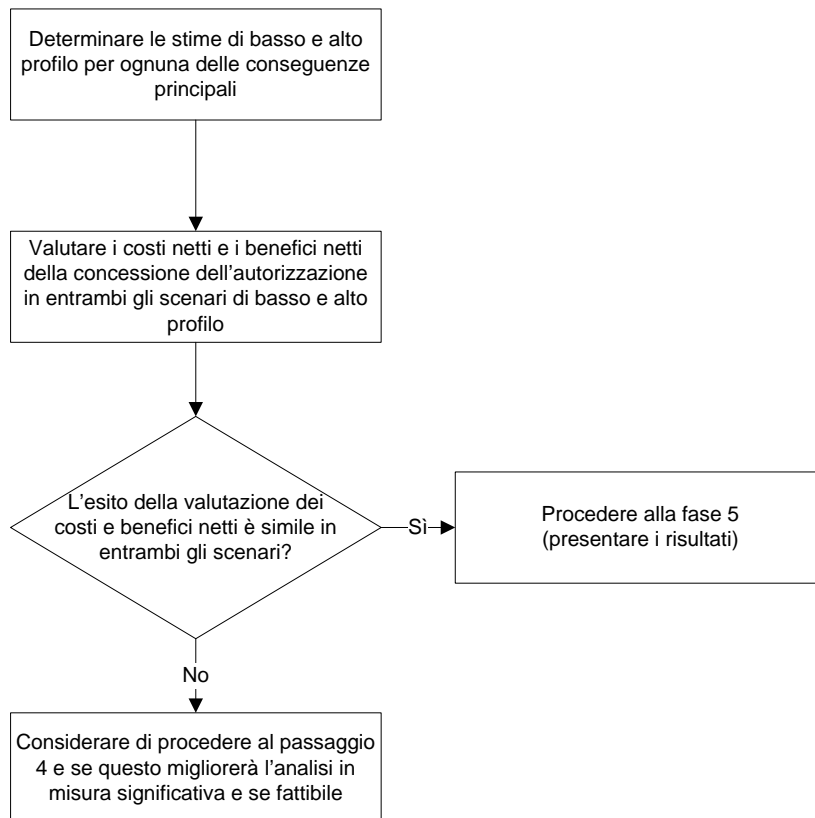 Determinare le stime di basso e alto
profilo per ognuna delle conseguenze
principali
Valutare i costi netti e i benefici netti
della concessione dell'autorizzazione
in entrambi gli scenari di basso e alto
profilo
L'esito della valutazione dei
costi e benefici netti è simile in
entrambi gli scenari?
Sì
Procedere alla fase 5
(presentare i risultati)
No
Considerare di procedere al passaggio
4 e se questo migliorerà l'analisi in
misura significativa e se fattibile